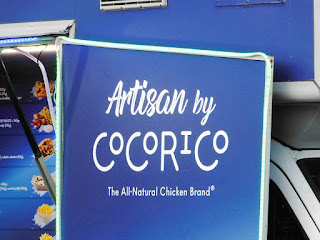 Artisan by
COCORICO
The All-Natural Chicken Brand®